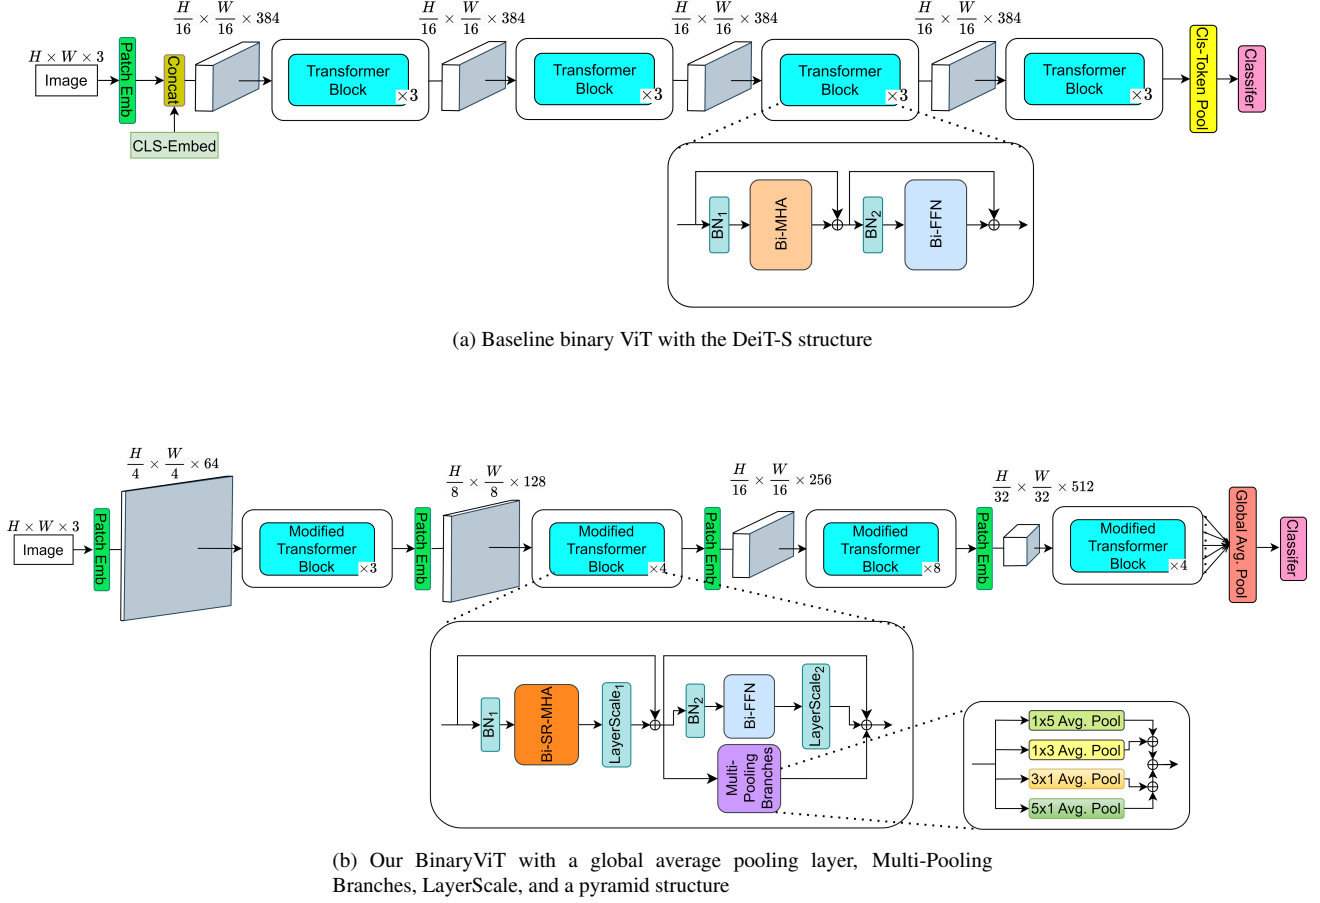 H/16 × W/16 × 384
H/16 × W/16 × 384
H/16 × W/16 × 384
H/16 × W/16 × 384
H × W × 3
Image
Patch Emb
Concat
CLS-Embed
Transformer
Block
×3
Transformer
Block
×3
Transformer
Block
×3
Transformer
Block
×3
Cls-Token Pool
Classifer
BN1
Bi-MHA
BN2
Bi-FFN
(a) Baseline binary ViT with the DeiT-S structure
H/4 × W/4 × 64
H/8 × W/8 × 128
H/16 × W/16 × 256
H/32 × W/32 × 512
H × W × 3
Image
Patch Emb
Modified
Transformer
Block
×3
Patch Emb
Modified
Transformer
Block
×4
Patch Emb
Modified
Transformer
Block
×8
Patch Emb
Modified
Transformer
Block
×4
Global Avg. Pool
Classifer
BN1
Bi-SR-MHA
LayerScale1
BN2
Bi-FFN
LayerScale2
Multi-
Pooling
Branches
1x5 Avg. Pool
1x3 Avg. Pool
3x1 Avg. Pool
5x1 Avg. Pool
(b) Our BinaryViT with a global average pooling layer, Multi-Pooling
Branches, LayerScale, and a pyramid structure